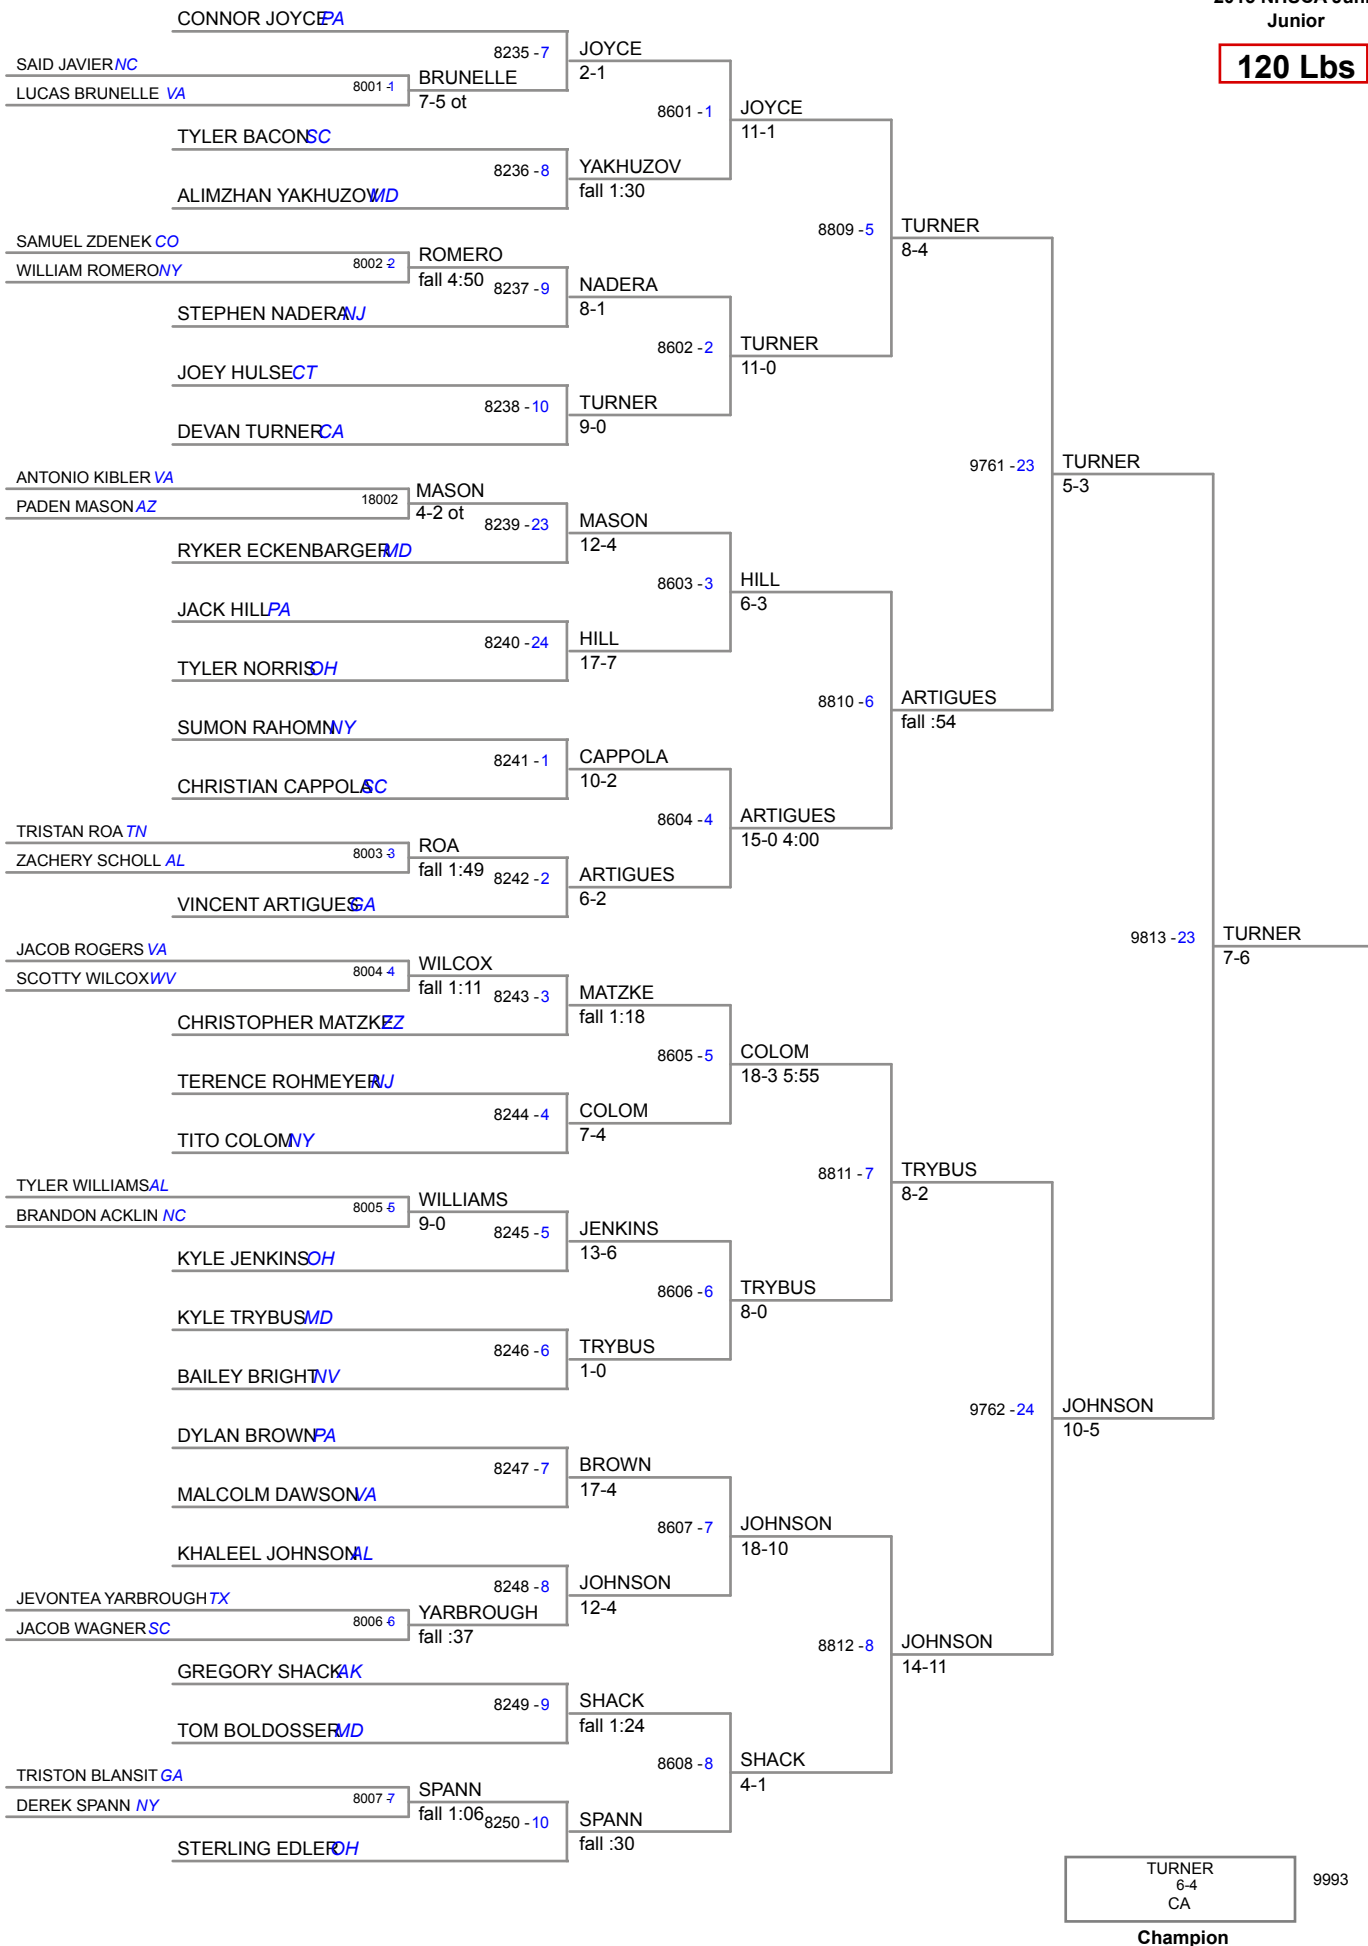 2015 NHSCA Juni
Junior
120 Lbs
CONNOR JOYCE PA
8235 - 7
JOYCE
2-1
SAID JAVIER NC
8001 - 1
BRUNELLE
7-5 ot
LUCAS BRUNELLE VA
8601 - 1
JOYCE
11-1
TYLER BACON SC
8236 - 8
YAKHUZOV
fall 1:30
ALIMZHAN YAKHUZOV MD
8809 - 5
TURNER
8-4
SAMUEL ZDENEK CO
8002 - 2
ROMERO
fall 4:50
WILLIAM ROMERO NY
8237 - 9
NADERA
8-1
STEPHEN NADERA NJ
8602 - 2
TURNER
11-0
JOEY HULSE CT
8238 - 10
TURNER
9-0
DEVAN TURNER CA
9761 - 23
TURNER
5-3
ANTONIO KIBLER VA
18002
MASON
4-2 ot
PADEN MASON AZ
8239 - 23
MASON
12-4
RYKER ECKENBARGER MD
8603 - 3
HILL
6-3
JACK HILL PA
8240 - 24
HILL
17-7
TYLER NORRIS OH
8810 - 6
ARTIGUES
fall :54
SUMON RAHOMN NY
8241 - 1
CAPPOLA
10-2
CHRISTIAN CAPPOLA SC
8604 - 4
ARTIGUES
15-0 4:00
TRISTAN ROA TN
8003 - 3
ROA
fall 1:49
ZACHERY SCHOLL AL
8242 - 2
ARTIGUES
6-2
VINCENT ARTIGUES GA
9813 - 23
TURNER
7-6
JACOB ROGERS VA
8004 - 4
WILCOX
fall 1:11
SCOTTY WILCOX WV
8243 - 3
MATZKE
fall 1:18
CHRISTOPHER MATZKE ZZ
8605 - 5
COLOM
18-3 5:55
TERENCE ROHMEYER NJ
8244 - 4
COLOM
7-4
TITO COLOM NY
8811 - 7
TRYBUS
8-2
TYLER WILLIAMS AL
8005 - 5
WILLIAMS
9-0
BRANDON ACKLIN NC
8245 - 5
JENKINS
13-6
KYLE JENKINS OH
8606 - 6
TRYBUS
8-0
KYLE TRYBUS MD
8246 - 6
TRYBUS
1-0
BAILEY BRIGHT NV
9762 - 24
JOHNSON
10-5
DYLAN BROWN PA
8247 - 7
BROWN
17-4
MALCOLM DAWSON VA
8607 - 7
JOHNSON
18-10
KHALEEL JOHNSON AL
8248 - 8
JOHNSON
12-4
JEVONTEA YARBROUGH TX
8006 - 6
YARBROUGH
fall :37
JACOB WAGNER SC
8812 - 8
JOHNSON
14-11
GREGORY SHACK AK
8249 - 9
SHACK
fall 1:24
TOM BOLDOSSER MD
8608 - 8
SHACK
4-1
TRISTON BLANSIT GA
8007 - 7
SPANN
fall 1:06
DEREK SPANN NY
8250 - 10
SPANN
fall :30
STERLING EDLER OH
TURNER
6-4
CA
9993
Champion